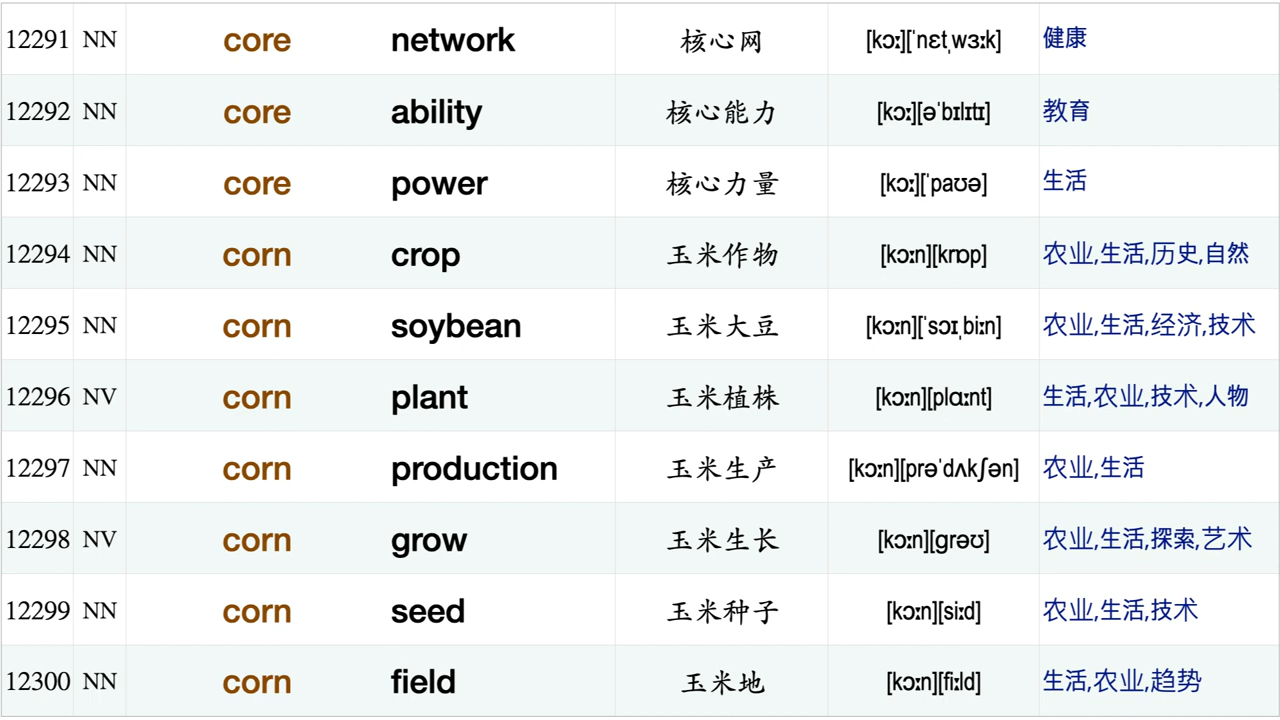 12291 NN core network 核心网 [kɔː][ˈnɛtˌwɜːk] 健康
12292 NN core ability 核心能力 [kɔː][əˈbɪlɪtɪ] 教育
12293 NN core power 核心力量 [kɔː][ˈpaʊə] 生活
12294 NN corn crop 玉米作物 [kɔːn][krɒp] 农业,生活,历史,自然
12295 NN corn soybean 玉米大豆 [kɔːn][ˈsɔɪˌbiːn] 农业,生活,经济,技术
12296 NV corn plant 玉米植株 [kɔːn][plɑːnt] 生活,农业,技术,人物
12297 NN corn production 玉米生产 [kɔːn][prəˈdʌkʃən] 农业,生活
12298 NV corn grow 玉米生长 [kɔːn][grəʊ] 农业,生活,探索,艺术
12299 NN corn seed 玉米种子 [kɔːn][siːd] 农业,生活,技术
12300 NN corn field 玉米地 [kɔːn][fiːld] 生活,农业,趋势